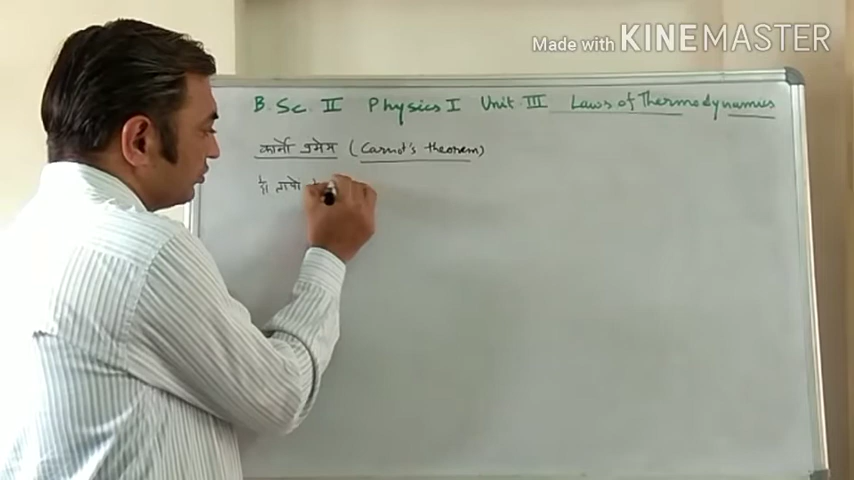 Made with KINEMASTER
B.Sc. II Physics I Unit III Laws of Thermodynamics
कार्नो प्रमेय (Carnot's theorem)
दो तापो